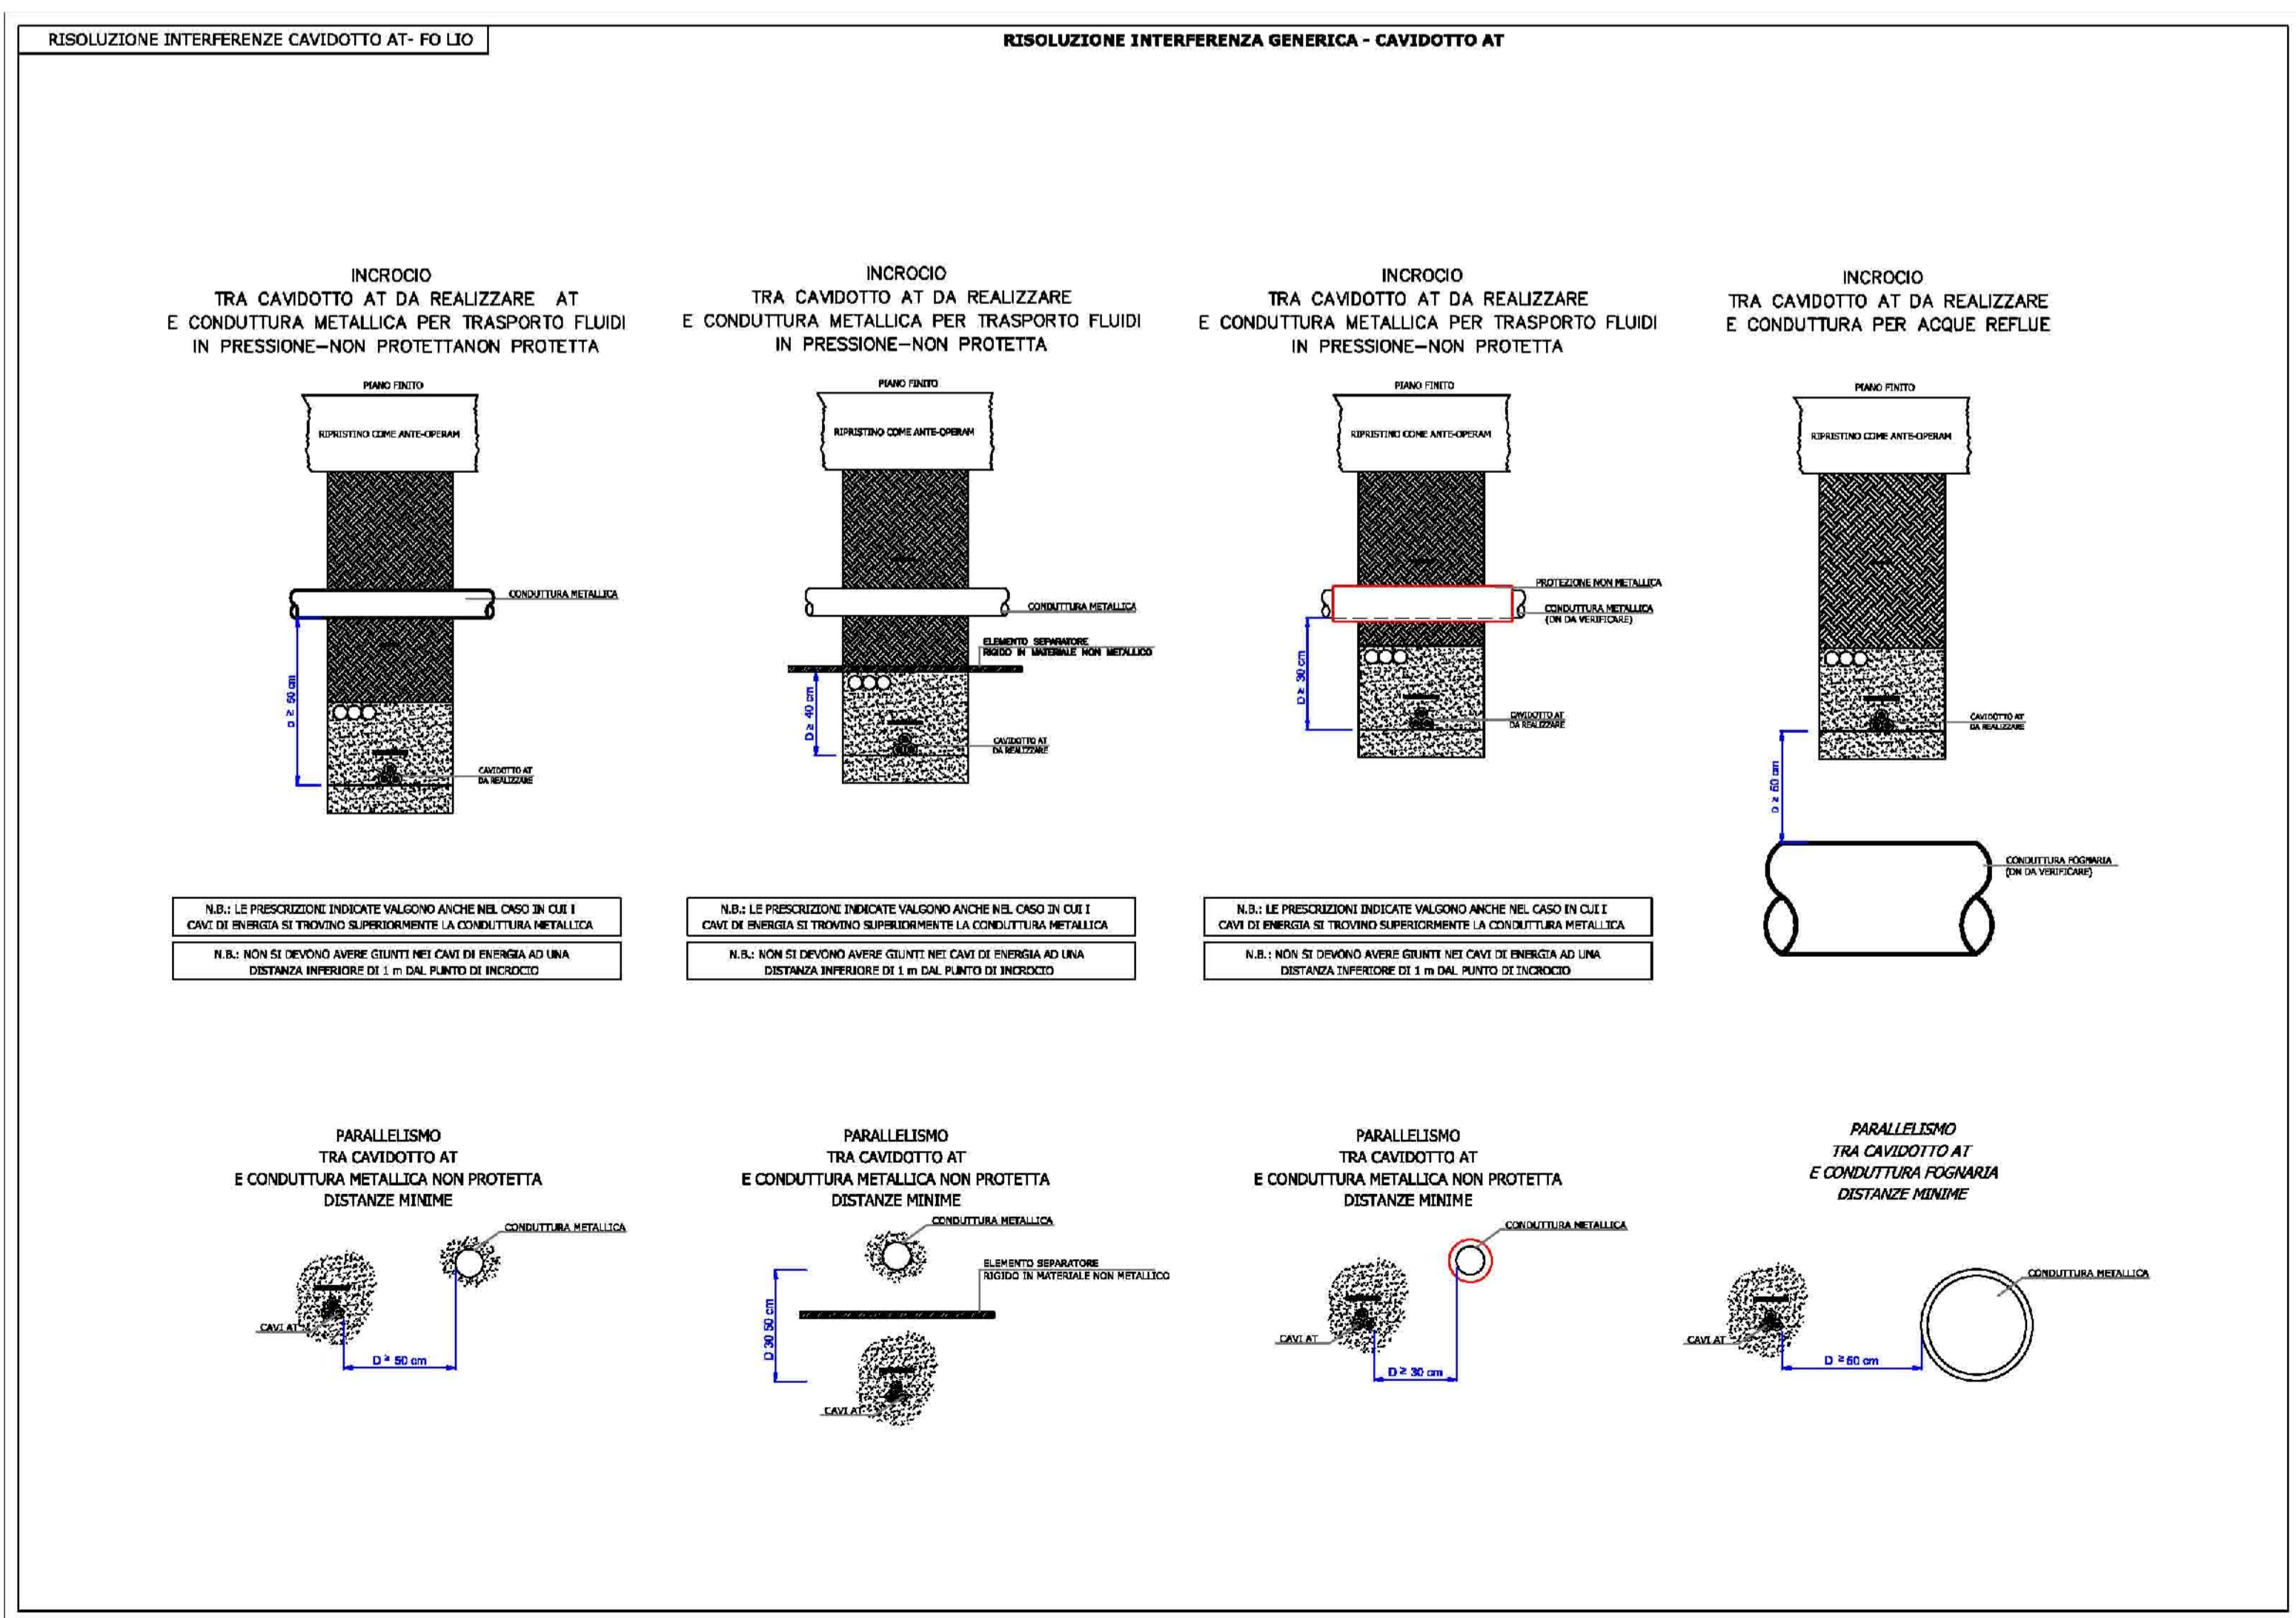 RISOLUZIONE INTERFERENZE CAVIDOTTO AT- FO LIO
RISOLUZIONE INTERFERENZA GENERICA - CAVIDOTTO AT
INCROCIO
TRA CAVIDOTTO AT DA REALIZZARE AT
E CONDUTTURA METALLICA PER TRASPORTO FLUIDI
IN PRESSIONE-NON PROTETTANON PROTETTA
PIANO FINITO
RIPRISTINO COME ANTE-OPERAM
CONDUTTURA METALLICA
D ≥ 50 cm
CAVIDOTTO AT
DA REALIZZARE
N.B.: LE PRESCRIZIONI INDICATE VALGONO ANCHE NEL CASO IN CUI I
CAVI DI ENERGIA SI TROVINO SUPERIORMENTE LA CONDUTTURA METALLICA
N.B.: NON SI DEVONO AVERE GIUNTI NEI CAVI DI ENERGIA AD UNA
DISTANZA INFERIORE DI 1 m DAL PUNTO DI INCROCIO
INCROCIO
TRA CAVIDOTTO AT DA REALIZZARE
E CONDUTTURA METALLICA PER TRASPORTO FLUIDI
IN PRESSIONE-NON PROTETTA
PIANO FINITO
RIPRISTINO COME ANTE-OPERAM
CONDUTTURA METALLICA
ELEMENTO SEPARATORE
RIGIDO IN MATERIALE NON METALLICO
D ≥ 40 cm
CAVIDOTTO AT
DA REALIZZARE
N.B.: LE PRESCRIZIONI INDICATE VALGONO ANCHE NEL CASO IN CUI I
CAVI DI ENERGIA SI TROVINO SUPERIORMENTE LA CONDUTTURA METALLICA
N.B.: NON SI DEVONO AVERE GIUNTI NEI CAVI DI ENERGIA AD UNA
DISTANZA INFERIORE DI 1 m DAL PUNTO DI INCROCIO
INCROCIO
TRA CAVIDOTTO AT DA REALIZZARE
E CONDUTTURA METALLICA PER TRASPORTO FLUIDI
IN PRESSIONE-NON PROTETTA
PIANO FINITO
RIPRISTINO COME ANTE-OPERAM
PROTEZIONE NON METALLICA
CONDUTTURA METALLICA
(DN DA VERIFICARE)
D ≥ 30 cm
CAVIDOTTO AT
DA REALIZZARE
N.B.: LE PRESCRIZIONI INDICATE VALGONO ANCHE NEL CASO IN CUI I
CAVI DI ENERGIA SI TROVINO SUPERIORMENTE LA CONDUTTURA METALLICA
N.B.: NON SI DEVONO AVERE GIUNTI NEI CAVI DI ENERGIA AD UNA
DISTANZA INFERIORE DI 1 m DAL PUNTO DI INCROCIO
INCROCIO
TRA CAVIDOTTO AT DA REALIZZARE
E CONDUTTURA PER ACQUE REFLUE
PIANO FINITO
RIPRISTINO COME ANTE-OPERAM
CAVIDOTTO AT
DA REALIZZARE
D ≥ 50 cm
CONDUTTURA FOGNARIA
(DN DA VERIFICARE)
PARALLELISMO
TRA CAVIDOTTO AT
E CONDUTTURA METALLICA NON PROTETTA
DISTANZE MINIME
CONDUTTURA METALLICA
CAVI AT
D ≥ 50 cm
PARALLELISMO
TRA CAVIDOTTO AT
E CONDUTTURA METALLICA NON PROTETTA
DISTANZE MINIME
CONDUTTURA METALLICA
ELEMENTO SEPARATORE
RIGIDO IN MATERIALE NON METALLICO
D 30 50 cm
CAVI AT
PARALLELISMO
TRA CAVIDOTTO AT
E CONDUTTURA METALLICA NON PROTETTA
DISTANZE MINIME
CONDUTTURA METALLICA
CAVI AT
D ≥ 30 cm
PARALLELISMO
TRA CAVIDOTTO AT
E CONDUTTURA FOGNARIA
DISTANZE MINIME
CONDUTTURA METALLICA
CAVI AT
D ≥ 50 cm